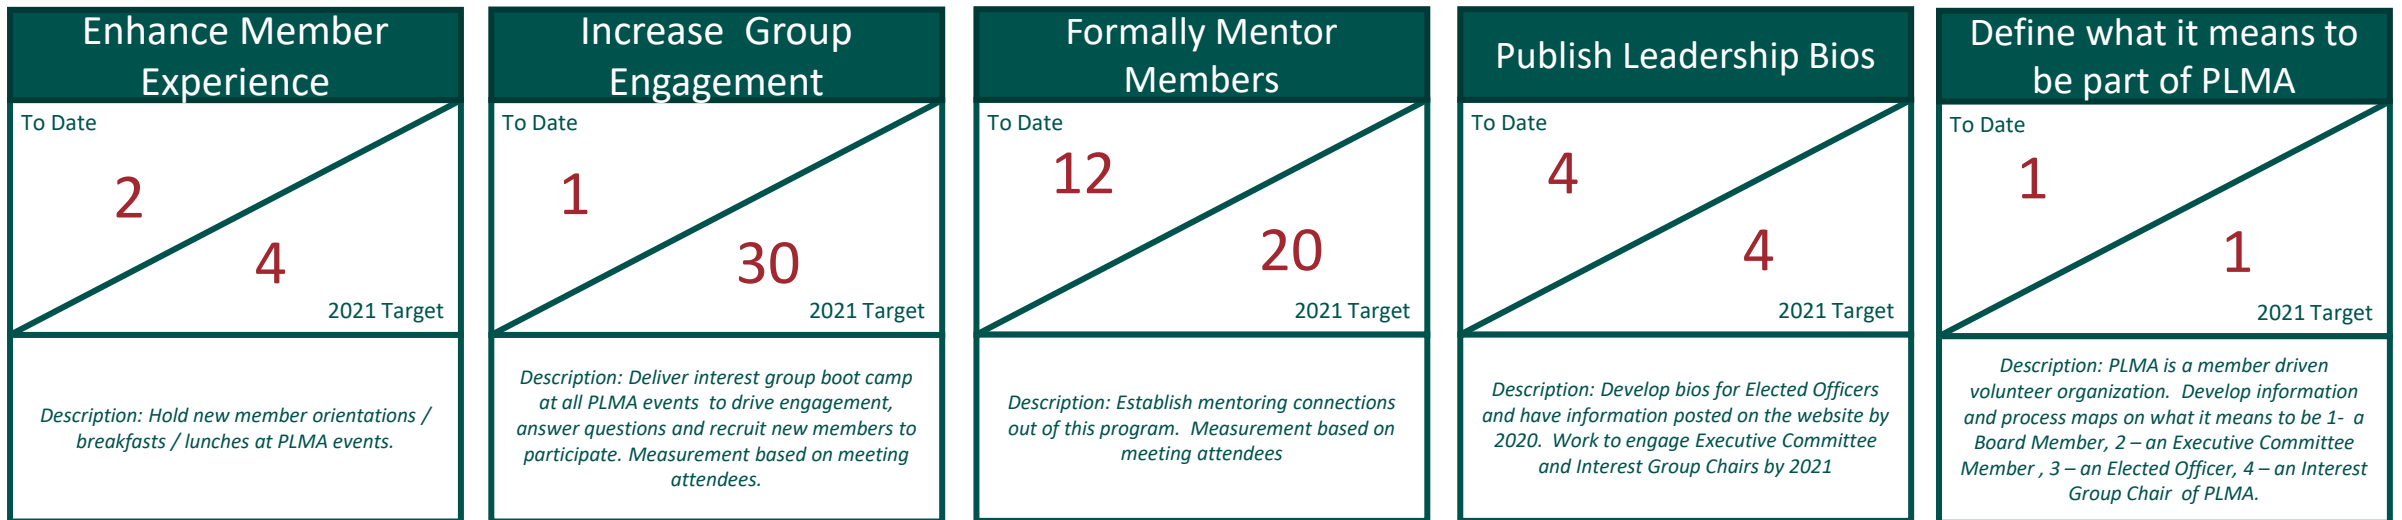 Enhance Member
Experience
To Date
2
4
2021 Target
Description: Hold new member orientations /
breakfasts / lunches at PLMA events.
Increase Group
Engagement
To Date
1
30
2021 Target
Description: Deliver interest group boot camp
at all PLMA events to drive engagement,
answer questions and recruit new members to
participate. Measurement based on meeting
attendees.
Formally Mentor
Members
To Date
12
20
2021 Target
Description: Establish mentoring connections
out of this program. Measurement based on
meeting attendees
Publish Leadership Bios
To Date
4
4
2021 Target
Description: Develop bios for Elected Officers
and have information posted on the website by
2020. Work to engage Executive Committee
and Interest Group Chairs by 2021
Define what it means to
be part of PLMA
To Date
1
1
2021 Target
Description: PLMA is a member driven
volunteer organization. Develop information
and process maps on what it means to be 1- a
Board Member, 2 – an Executive Committee
Member , 3 – an Elected Officer, 4 – an Interest
Group Chair of PLMA.